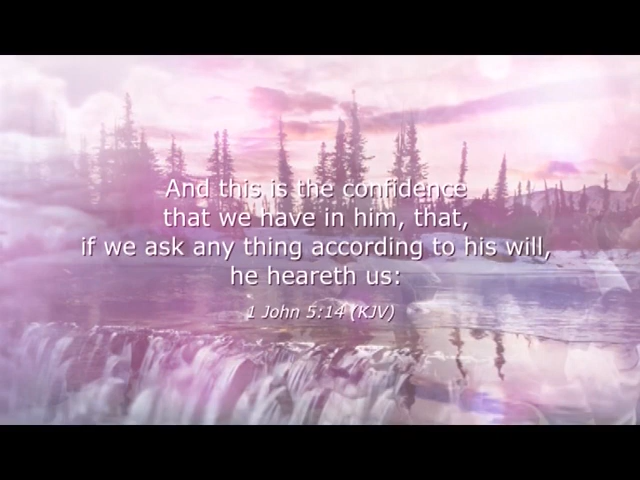 And this is the confidence
that we have in him, that,
if we ask any thing according to his will,
he heareth us:
1 John 5:14 (KJV)